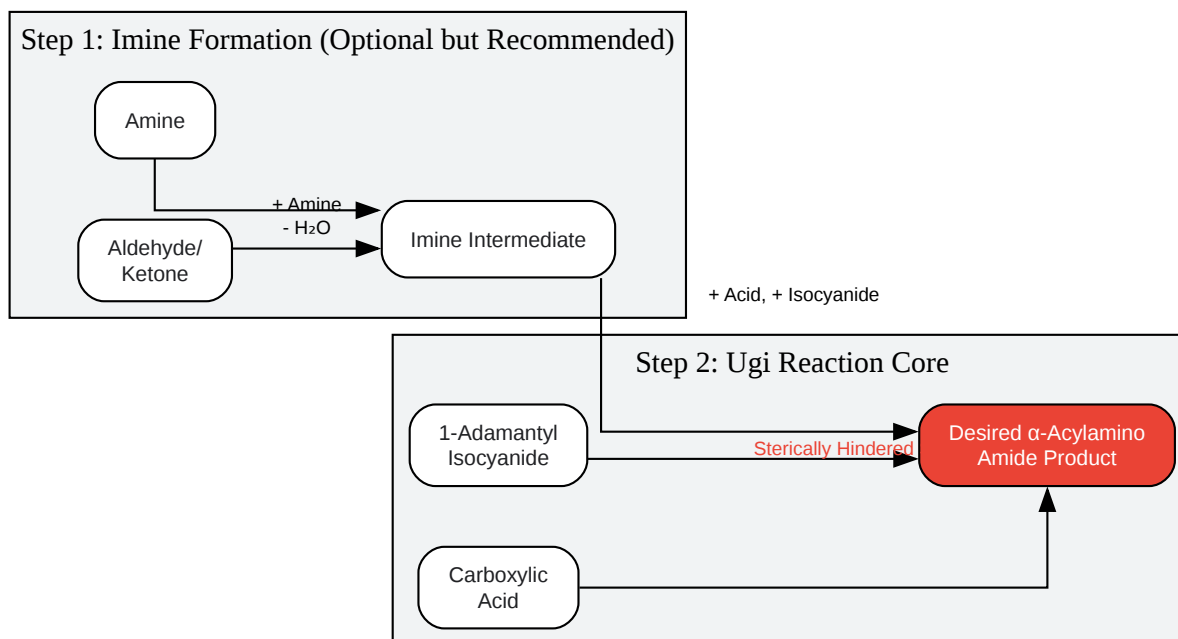 Step 1: Imine Formation (Optional but Recommended)
Amine
+ Amine
- H₂O
Aldehyde/
Ketone
Imine Intermediate
+ Acid, + Isocyanide
Step 2: Ugi Reaction Core
1-Adamantyl
Isocyanide
Sterically Hindered
Desired α-Acylamino
Amide Product
Carboxylic
Acid